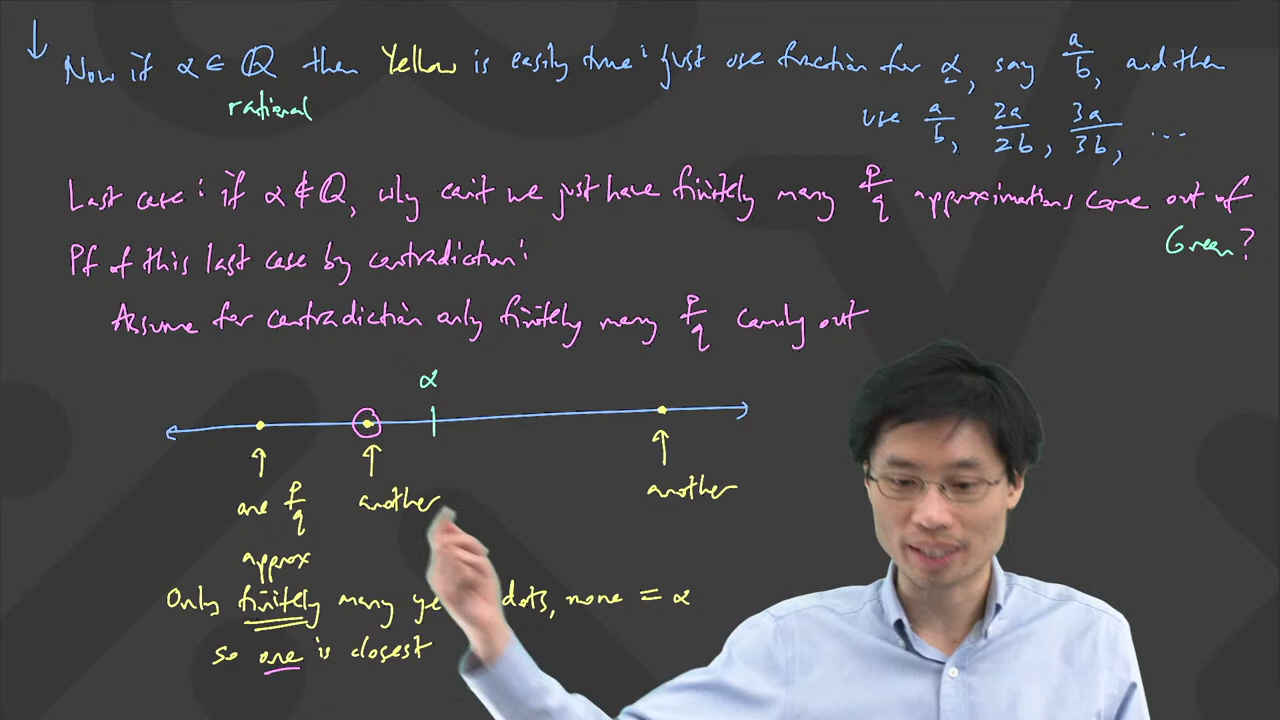 Now if α ∈ ℚ then Yellow is easily true: just use fraction for α, say a/b, and then
rational
use a/b, 2a/2b, 3a/3b, ...
Last case: if α ∉ ℚ, why can't we just have finitely many p/q approximations come out of
Green?
Pf of this last case by contradiction:
Assume for contradiction only finitely many p/q coming out
α
one p/q
approx
another
another
Only finitely many dots, none = α
so one is closest